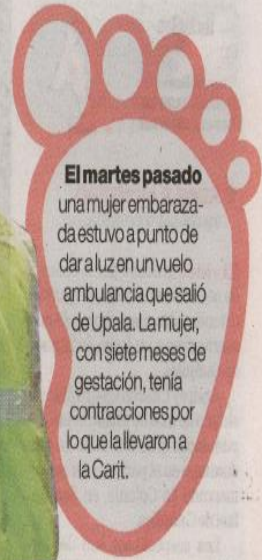 El martes pasado
una mujer embaraza-
da estuvo a punto de
dar a luz en un vuelo
ambulancia que salió
de Upala. La mujer,
con siete meses de
gestación, tenía
contracciones por
lo que la llevaron a
la Carit.